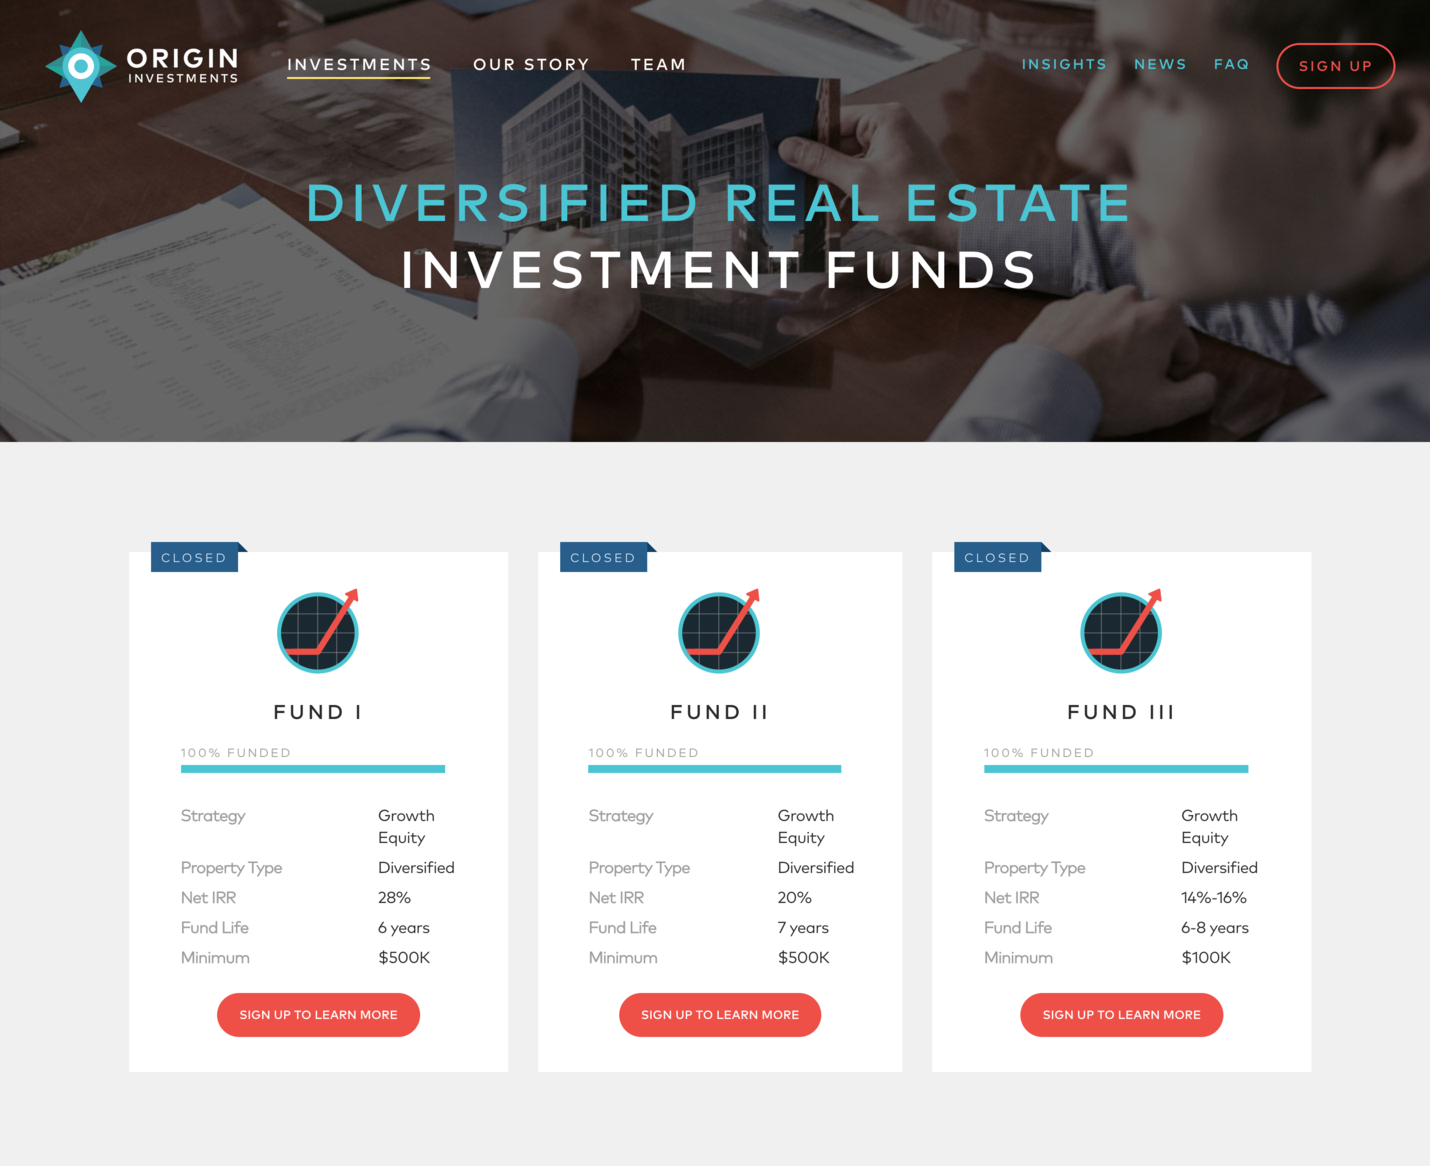 ORIGIN
INVESTMENTS
INVESTMENTS
OUR STORY
TEAM
INSIGHTS
NEWS
FAQ
SIGN UP
DIVERSIFIED REAL ESTATE
INVESTMENT FUNDS
CLOSED
FUND I
100% FUNDED
Strategy Growth
Equity
Property Type Diversified
Net IRR 28%
Fund Life 6 years
Minimum $500K
SIGN UP TO LEARN MORE
CLOSED
FUND II
100% FUNDED
Strategy Growth
Equity
Property Type Diversified
Net IRR 20%
Fund Life 7 years
Minimum $500K
SIGN UP TO LEARN MORE
CLOSED
FUND III
100% FUNDED
Strategy Growth
Equity
Property Type Diversified
Net IRR 14%-16%
Fund Life 6-8 years
Minimum $100K
SIGN UP TO LEARN MORE